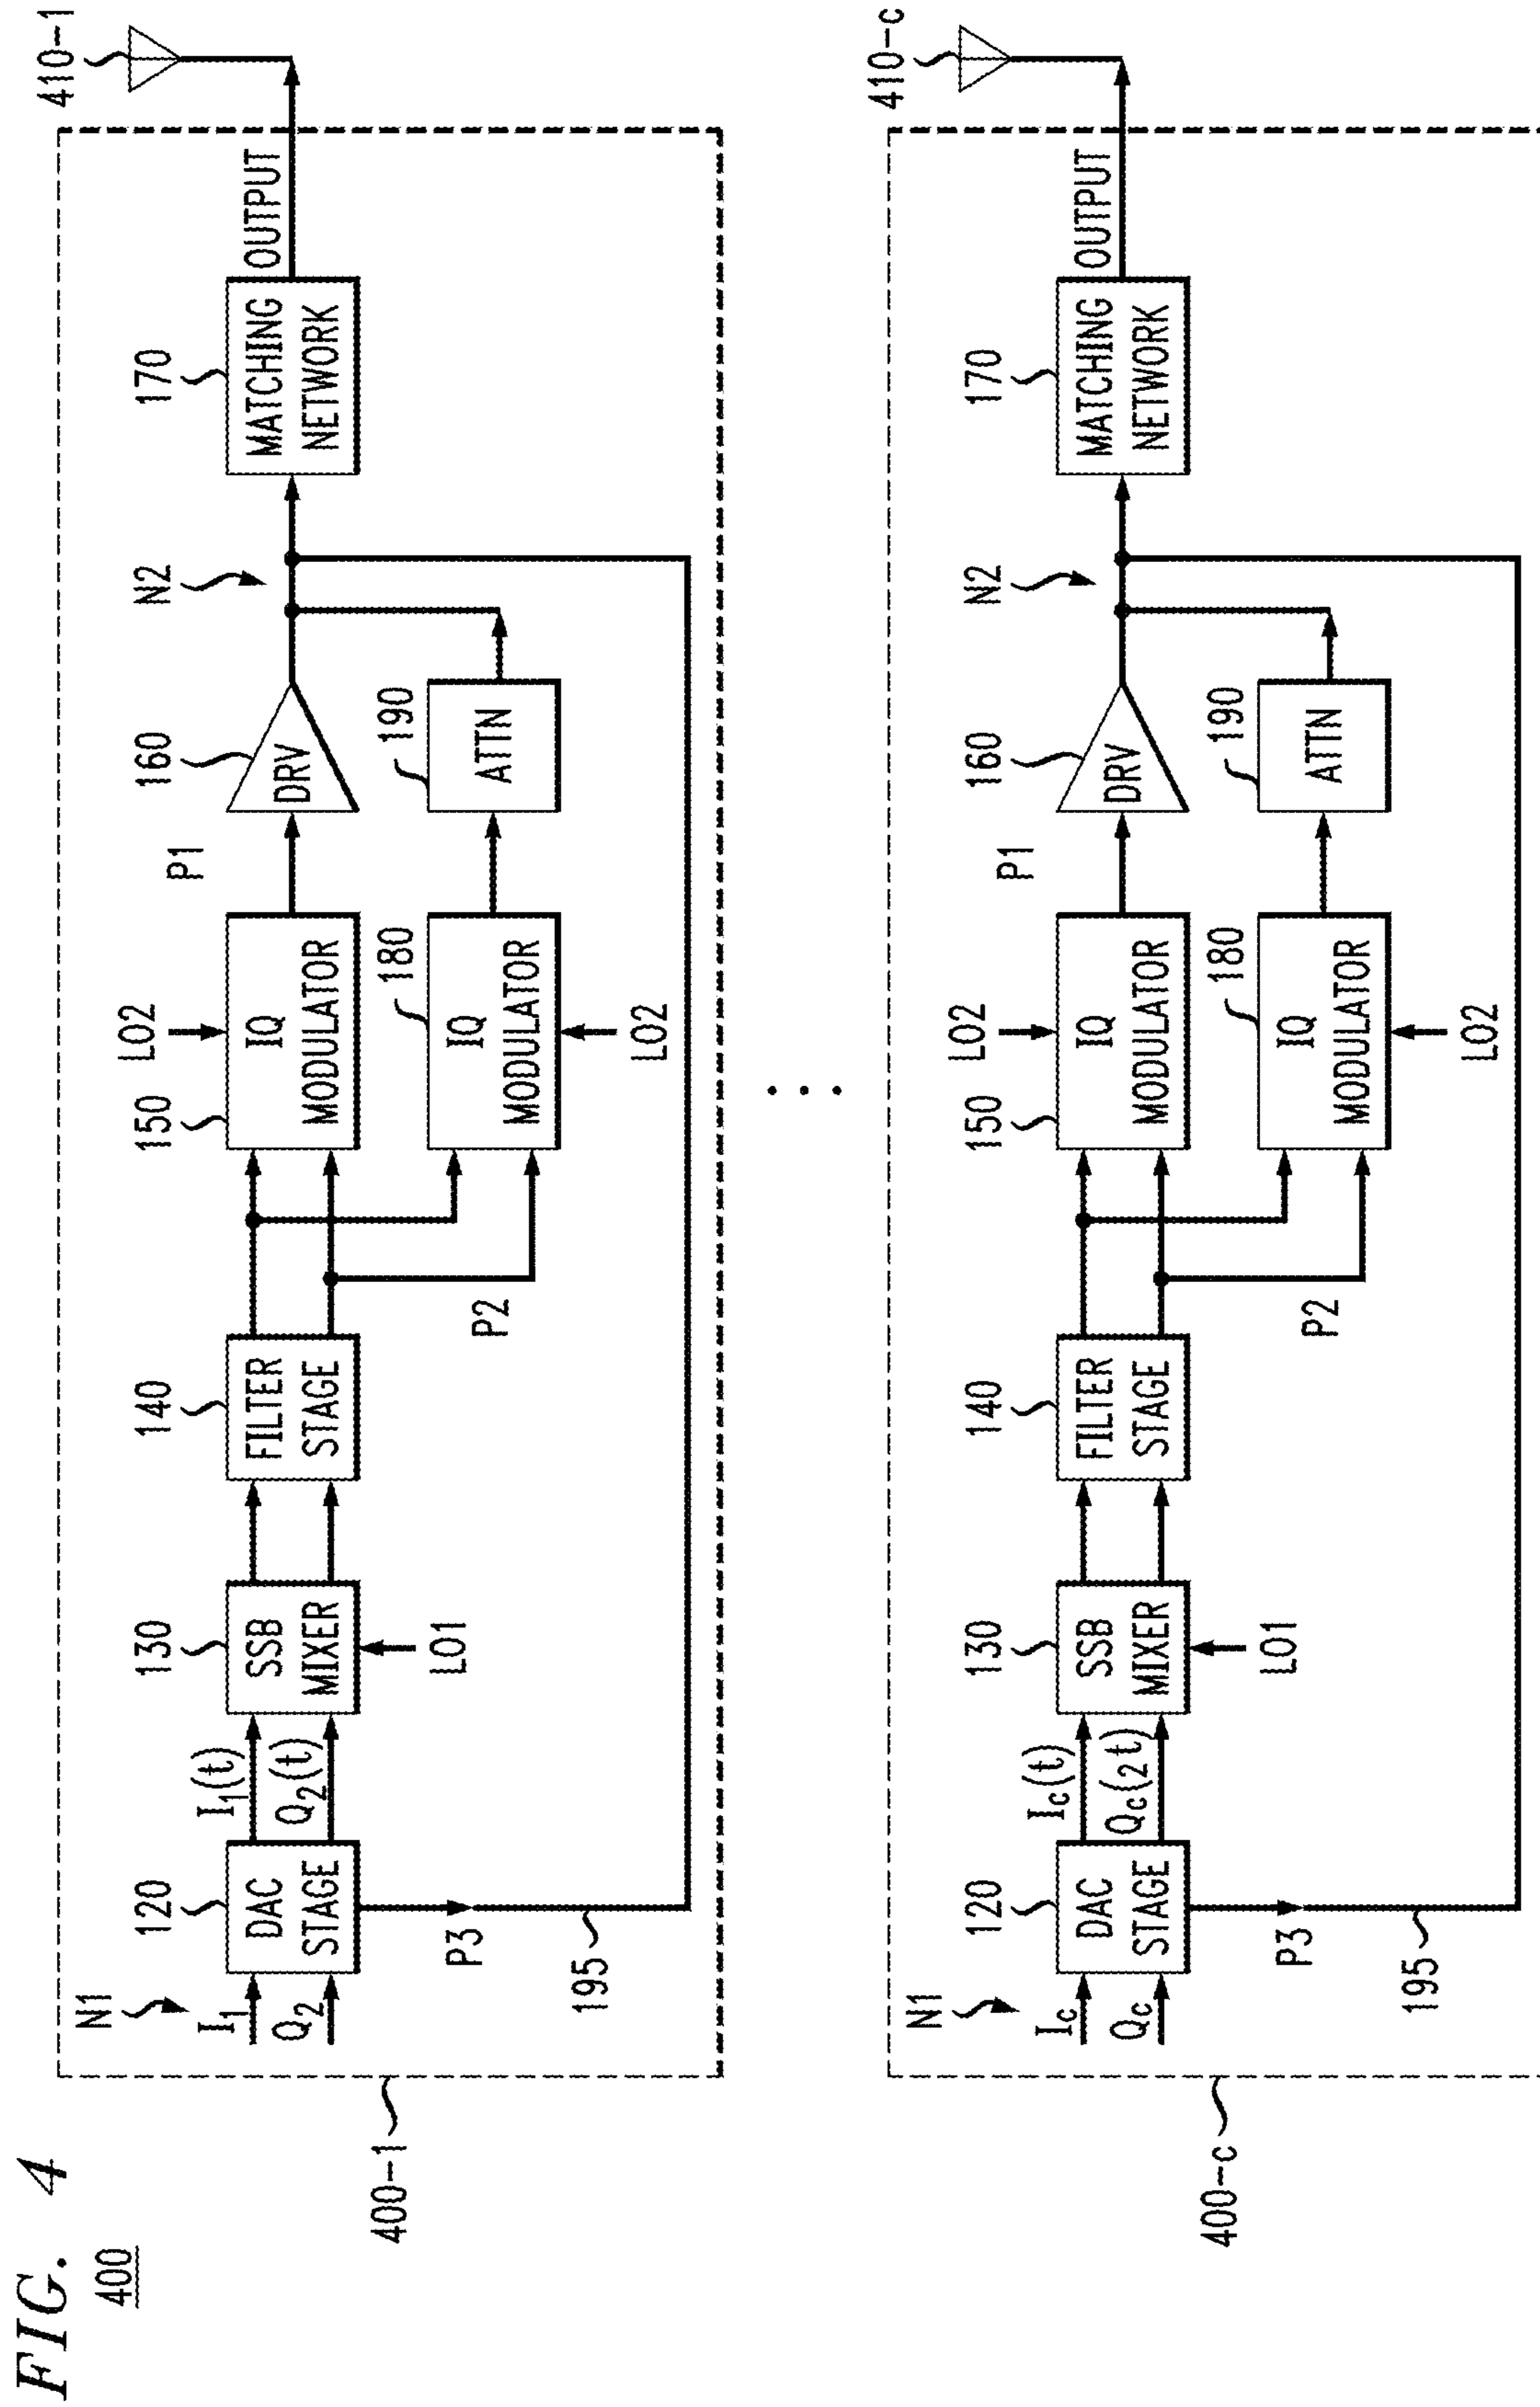 FIG. 4
400
400-1
N1
I1
Q2
120
DAC
STAGE
I1(t)
Q2(t)
P3
195
130
SSB
MIXER
LO1
140
FILTER
STAGE
P2
150
LO2
IQ
MODULATOR
180
IQ
MODULATOR
LO2
P1
160
DRV
190
ATTN
N2
170
MATCHING
NETWORK
OUTPUT
410-1
. . .
400-c
N1
Ic
Qc
120
DAC
STAGE
Ic(t)
Qc(2t)
P3
195
130
SSB
MIXER
LO1
140
FILTER
STAGE
P2
150
LO2
IQ
MODULATOR
180
IQ
MODULATOR
LO2
P1
160
DRV
190
ATTN
N2
170
MATCHING
NETWORK
OUTPUT
410-c